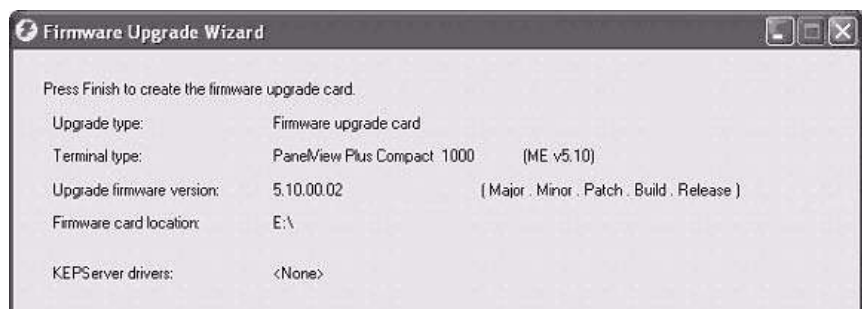 Firmware Upgrade Wizard
Press Finish to create the firmware upgrade card.
Upgrade type: Firmware upgrade card
Terminal type: PanelView Plus Compact 1000 (ME v5.10)
Upgrade firmware version: 5.10.00.02 ( Major . Minor . Patch . Build . Release )
Firmware card location: E:\
KEPServer drivers: <None>